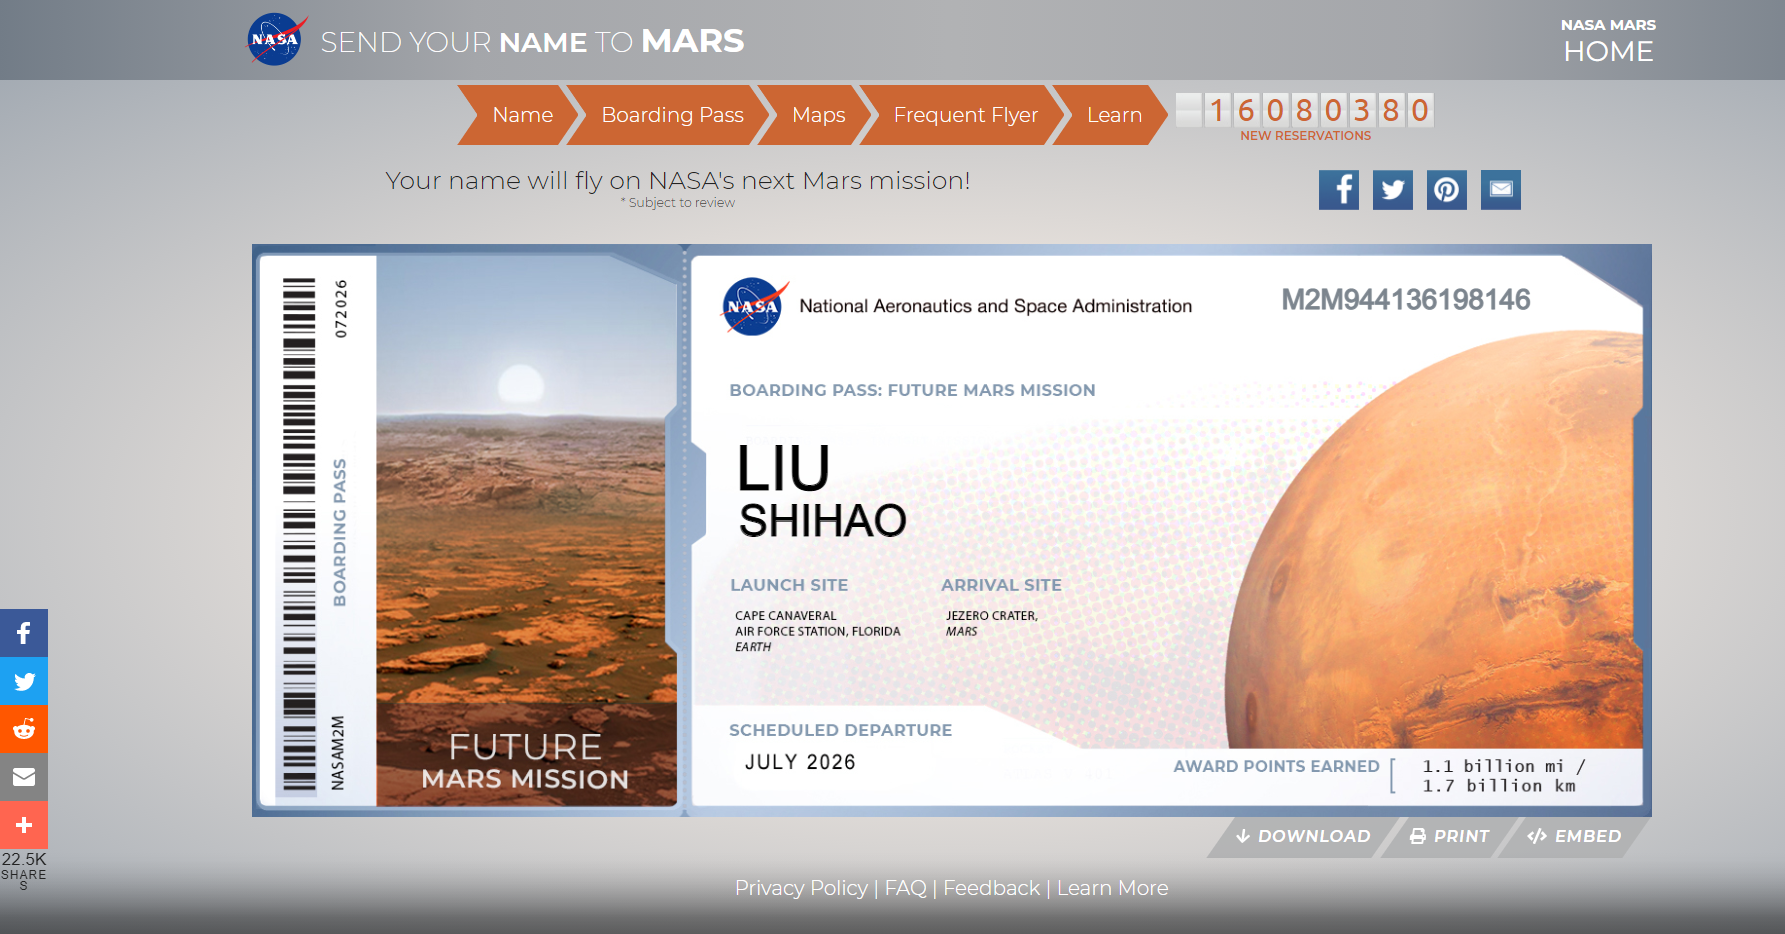 NASA
SEND YOUR NAME TO MARS
NASA MARS
HOME
Name
Boarding Pass
Maps
Frequent Flyer
Learn
16080380
NEW RESERVATIONS
Your name will fly on NASA's next Mars mission!
* Subject to review
072026
BOARDING PASS
NASAM2M
FUTURE
MARS MISSION
NASA
National Aeronautics and Space Administration
M2M944136198146
BOARDING PASS: FUTURE MARS MISSION
LIU
SHIHAO
LAUNCH SITE
CAPE CANAVERAL
AIR FORCE STATION, FLORIDA
EARTH
ARRIVAL SITE
JEZERO CRATER,
MARS
SCHEDULED DEPARTURE
JULY 2026
AWARD POINTS EARNED
1.1 billion mi /
1.7 billion km
DOWNLOAD
PRINT
EMBED
22.5K
SHARE
S
Privacy Policy | FAQ | Feedback | Learn More